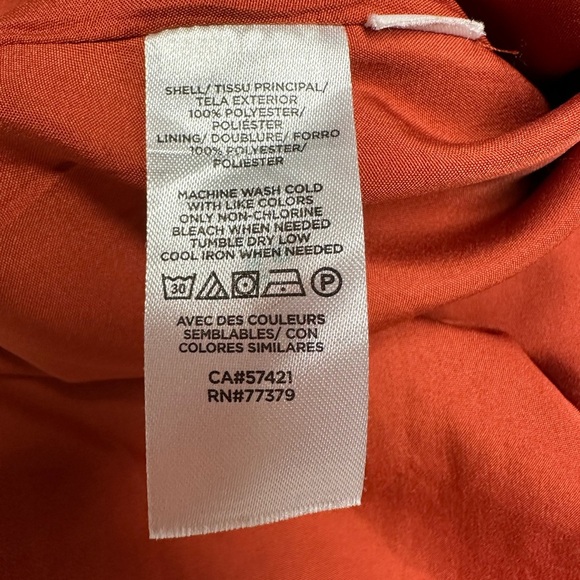 SHELL/ TISSU PRINCIPAL/
TELA EXTERIOR
100% POLYESTER/
POLIÉSTER
LINING/ DOUBLURE/ FORRO
100% POLYESTER/
POLIESTER
MACHINE WASH COLD
WITH LIKE COLORS
ONLY NON-CHLORINE
BLEACH WHEN NEEDED
TUMBLE DRY LOW
COOL IRON WHEN NEEDED
30 P
AVEC DES COULEURS
SEMBLABLES/ CON
COLORES SIMILARES
CA#57421
RN#77379